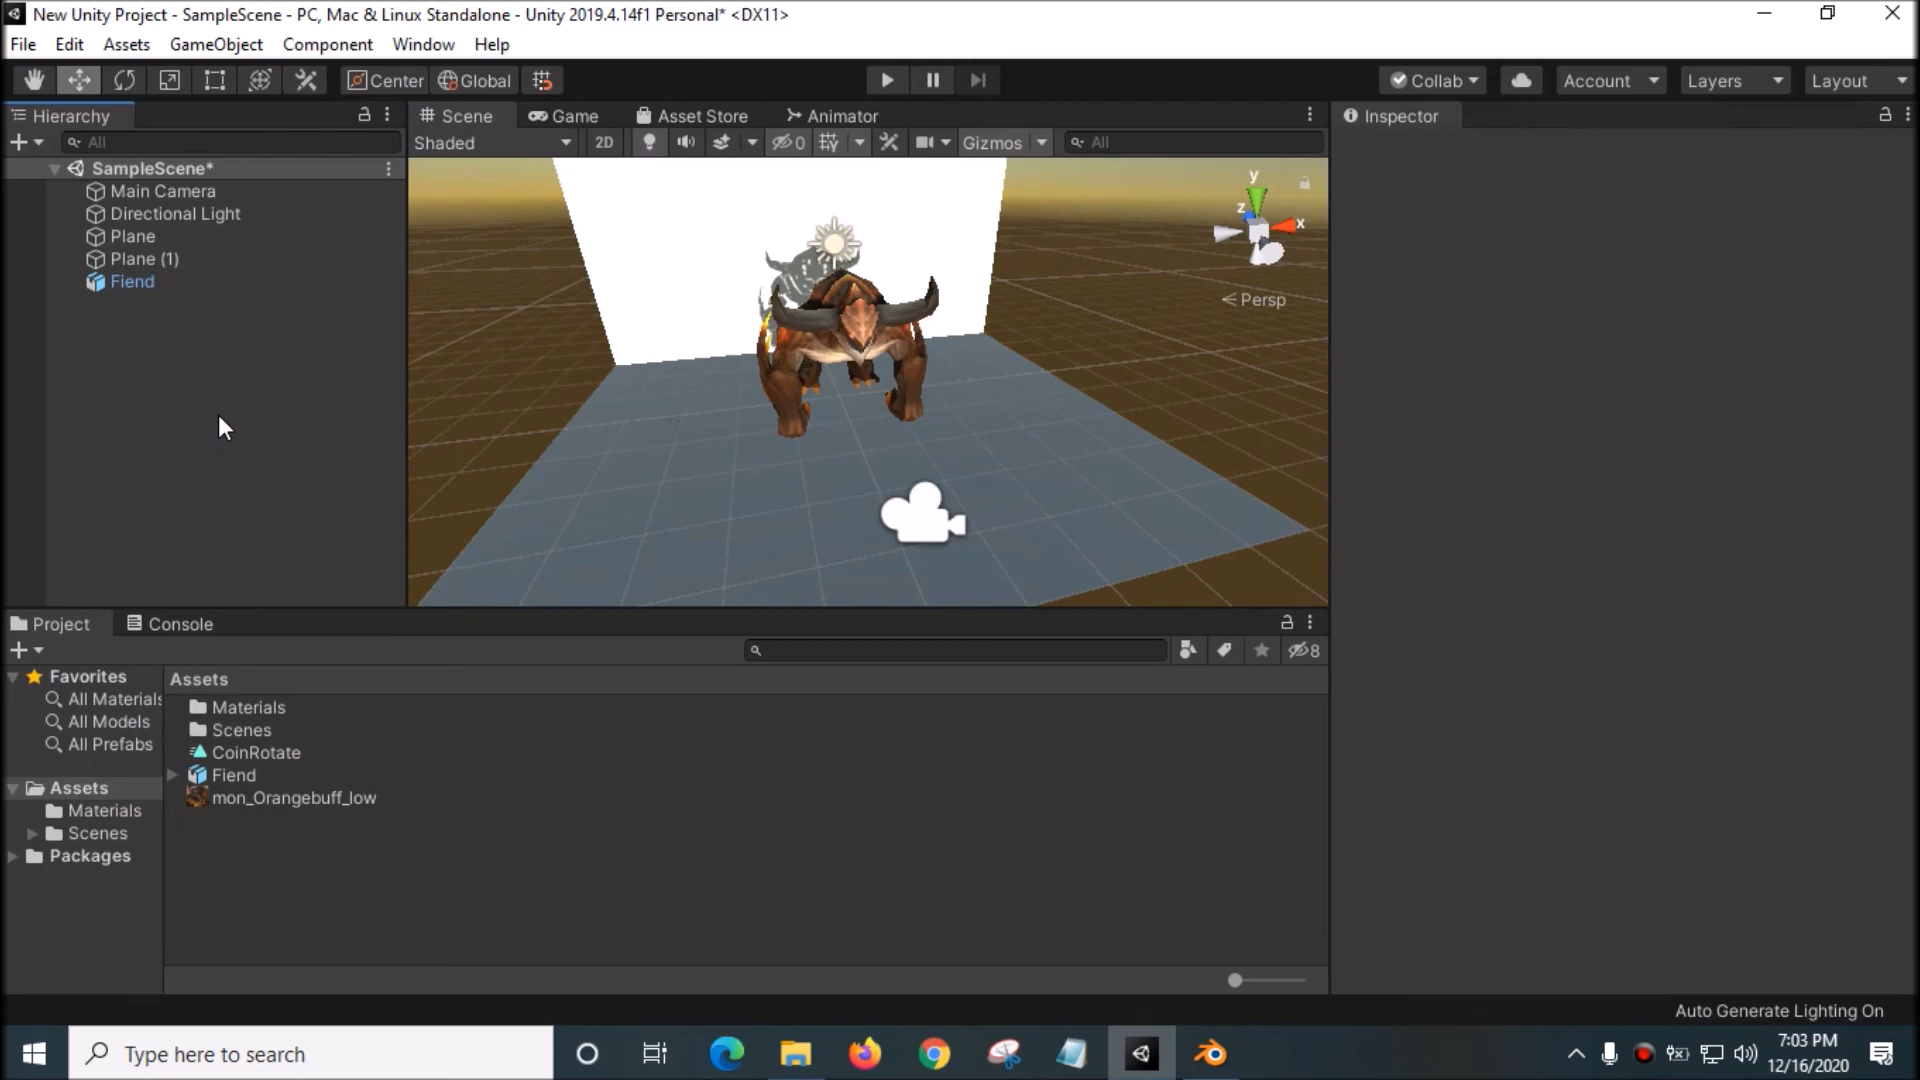 New Unity Project - SampleScene - PC, Mac & Linux Standalone - Unity 2019.4.14f1 Personal* <DX11>
File Edit Assets GameObject Component Window Help
Center Global Collab Account Layers Layout
Hierarchy Scene Game Asset Store Animator Inspector
All Shaded 2D 0 Gizmos All
SampleScene*
Main Camera
Directional Light
Plane
Plane (1)
Fiend
y
z
x
Persp
Project Console
8
Favorites
All Materials
All Models
All Prefabs
Assets
Materials
Scenes
Packages
Assets
Materials
Scenes
CoinRotate
Fiend
mon_Orangebuff_low
Auto Generate Lighting On
Type here to search
7:03 PM
12/16/2020